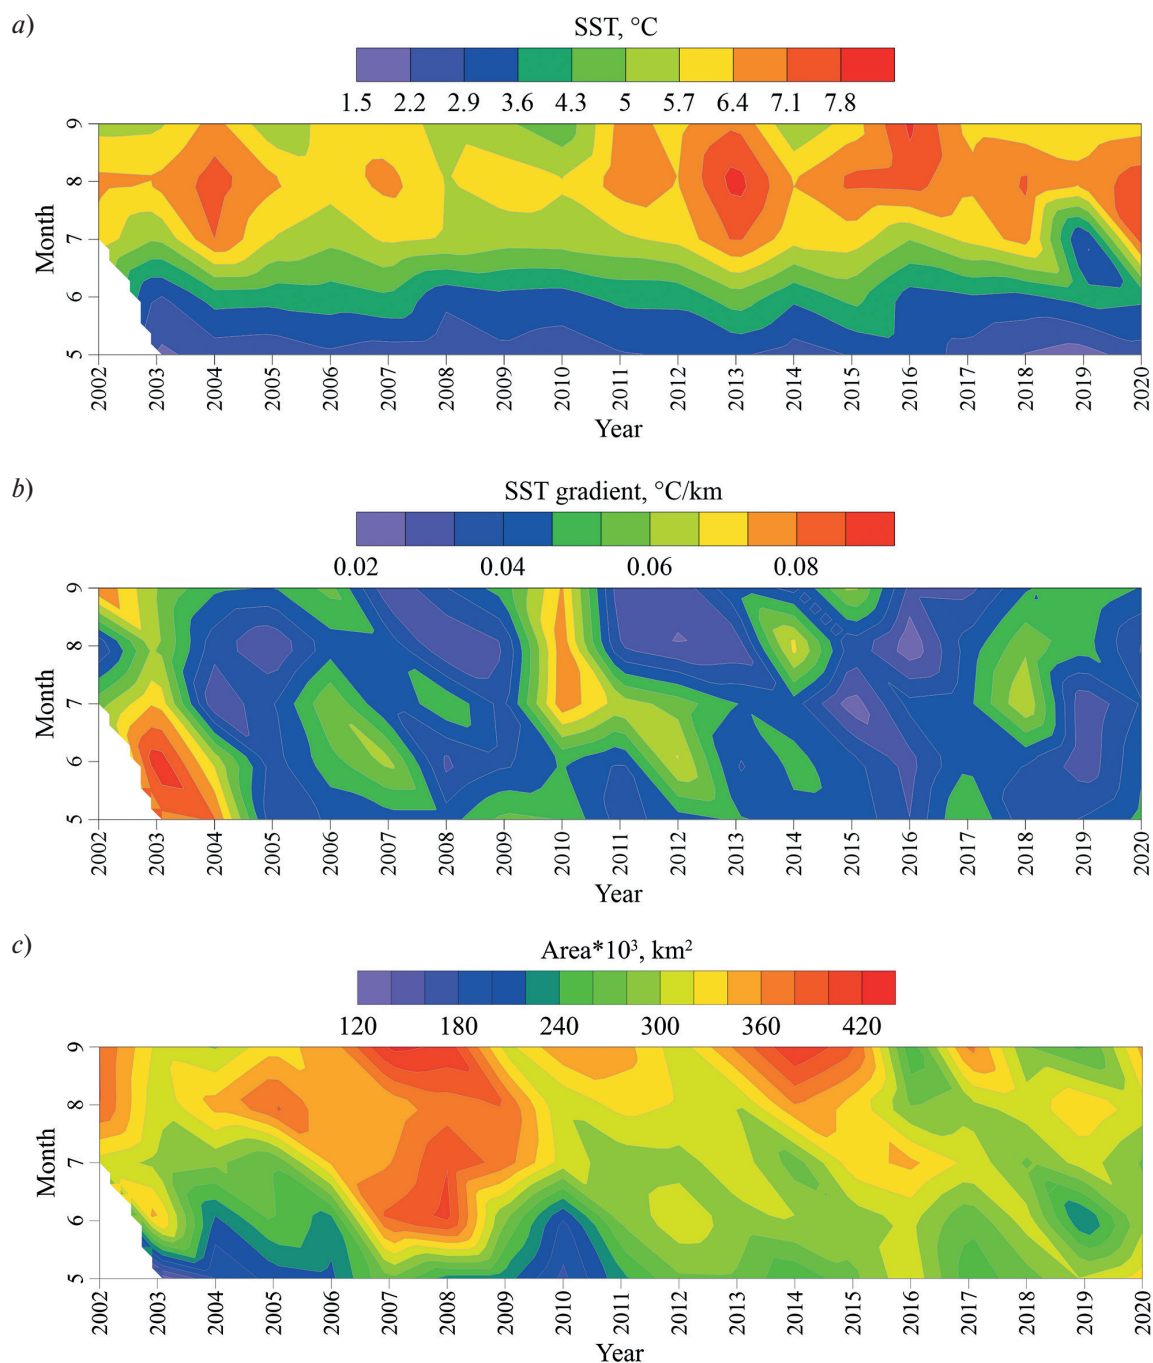 a)
SST, °C
1.5 2.2 2.9 3.6 4.3 5 5.7 6.4 7.1 7.8
Month
9
8
7
6
5
2002 2003 2004 2005 2006 2007 2008 2009 2010 2011 2012 2013 2014 2015 2016 2017 2018 2019 2020
Year
b)
SST gradient, °C/km
0.02 0.04 0.06 0.08
Month
9
8
7
6
5
2002 2003 2004 2005 2006 2007 2008 2009 2010 2011 2012 2013 2014 2015 2016 2017 2018 2019 2020
Year
c)
Area*10³, km²
120 180 240 300 360 420
Month
9
8
7
6
5
2002 2003 2004 2005 2006 2007 2008 2009 2010 2011 2012 2013 2014 2015 2016 2017 2018 2019 2020
Year